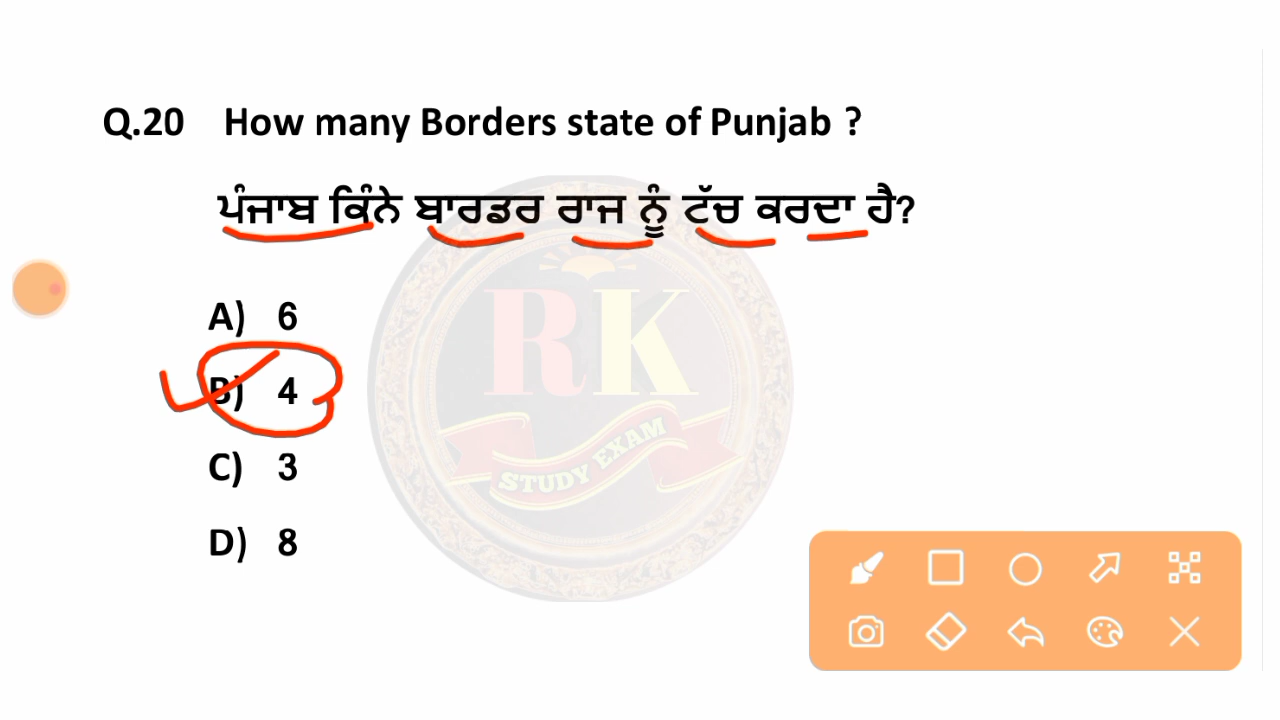 Q.20 How many Borders state of Punjab ?
ਪੰਜਾਬ ਕਿੰਨੇ ਬਾਰਡਰ ਰਾਜ ਨੂੰ ਟੱਚ ਕਰਦਾ ਹੈ?
A) 6
B) 4
C) 3
D) 8
RK
STUDY EXAM